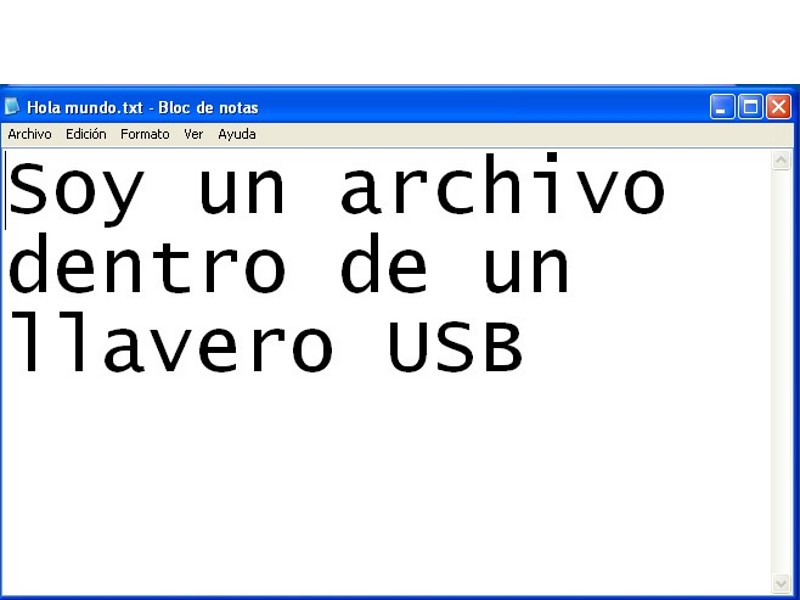 Hola mundo.txt - Bloc de notas
Archivo Edición Formato Ver Ayuda
Soy un archivo
dentro de un
llavero USB